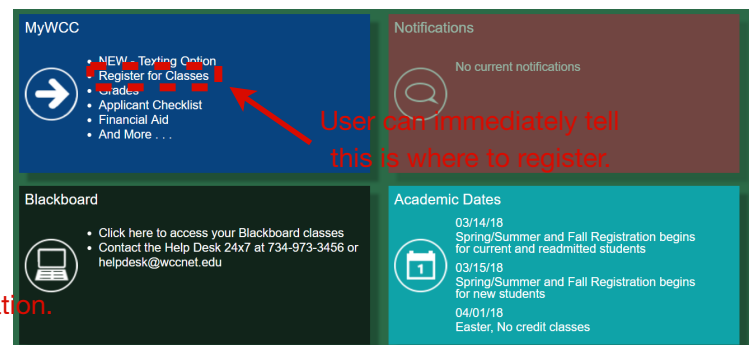 MyWCC
NEW - Texting Option
Register for Classes
Grades
Applicant Checklist
Financial Aid
And More . . .
Notifications
No current notifications
User can immediately tell
this is where to register.
Blackboard
Click here to access your Blackboard classes
Contact the Help Desk 24x7 at 734-973-3456 or
helpdesk@wccnet.edu
tion.
Academic Dates
1
03/14/18
Spring/Summer and Fall Registration begins
for current and readmitted students
03/15/18
Spring/Summer and Fall Registration begins
for new students
04/01/18
Easter, No credit classes